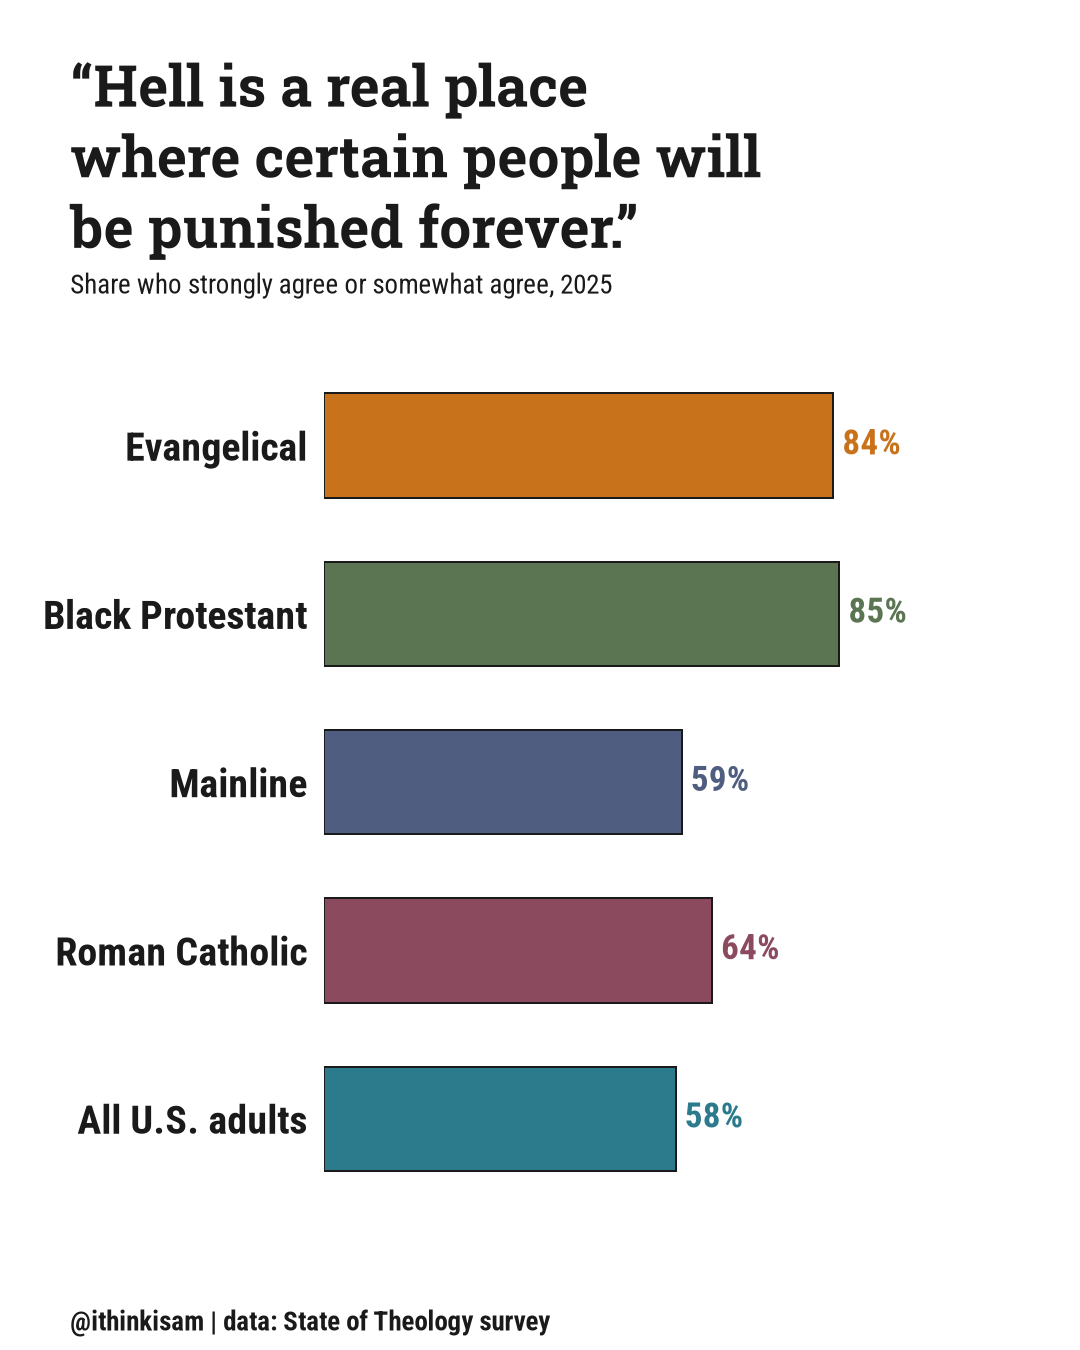 “Hell is a real place
where certain people will
be punished forever.”
Share who strongly agree or somewhat agree, 2025
Evangelical 84%
Black Protestant 85%
Mainline 59%
Roman Catholic 64%
All U.S. adults 58%
@ithinkisam | data: State of Theology survey